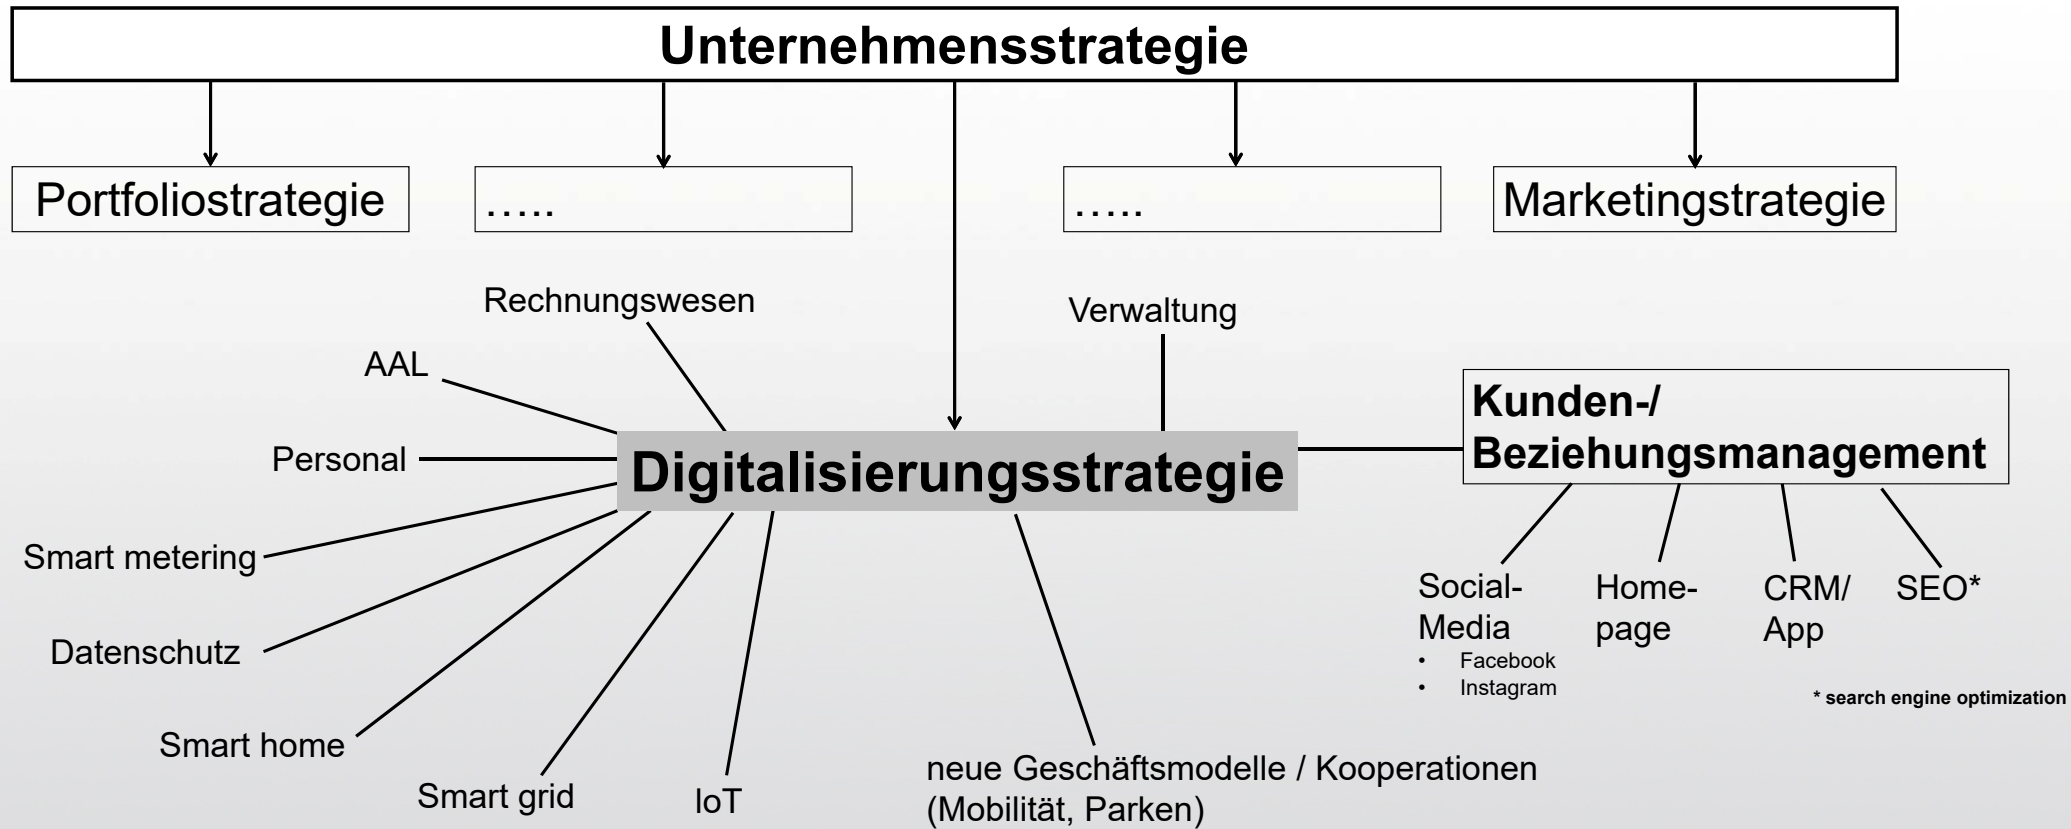 Unternehmensstrategie
Portfoliostrategie
.....
.....
Marketingstrategie
Rechnungswesen
Verwaltung
AAL
Kunden-/
Beziehungsmanagement
Personal
Digitalisierungsstrategie
Smart metering
Datenschutz
Smart home
Smart grid
IoT
neue Geschäftsmodelle / Kooperationen
(Mobilität, Parken)
Social-
Media
• Facebook
• Instagram
Home-
page
CRM/
App
SEO*
* search engine optimization